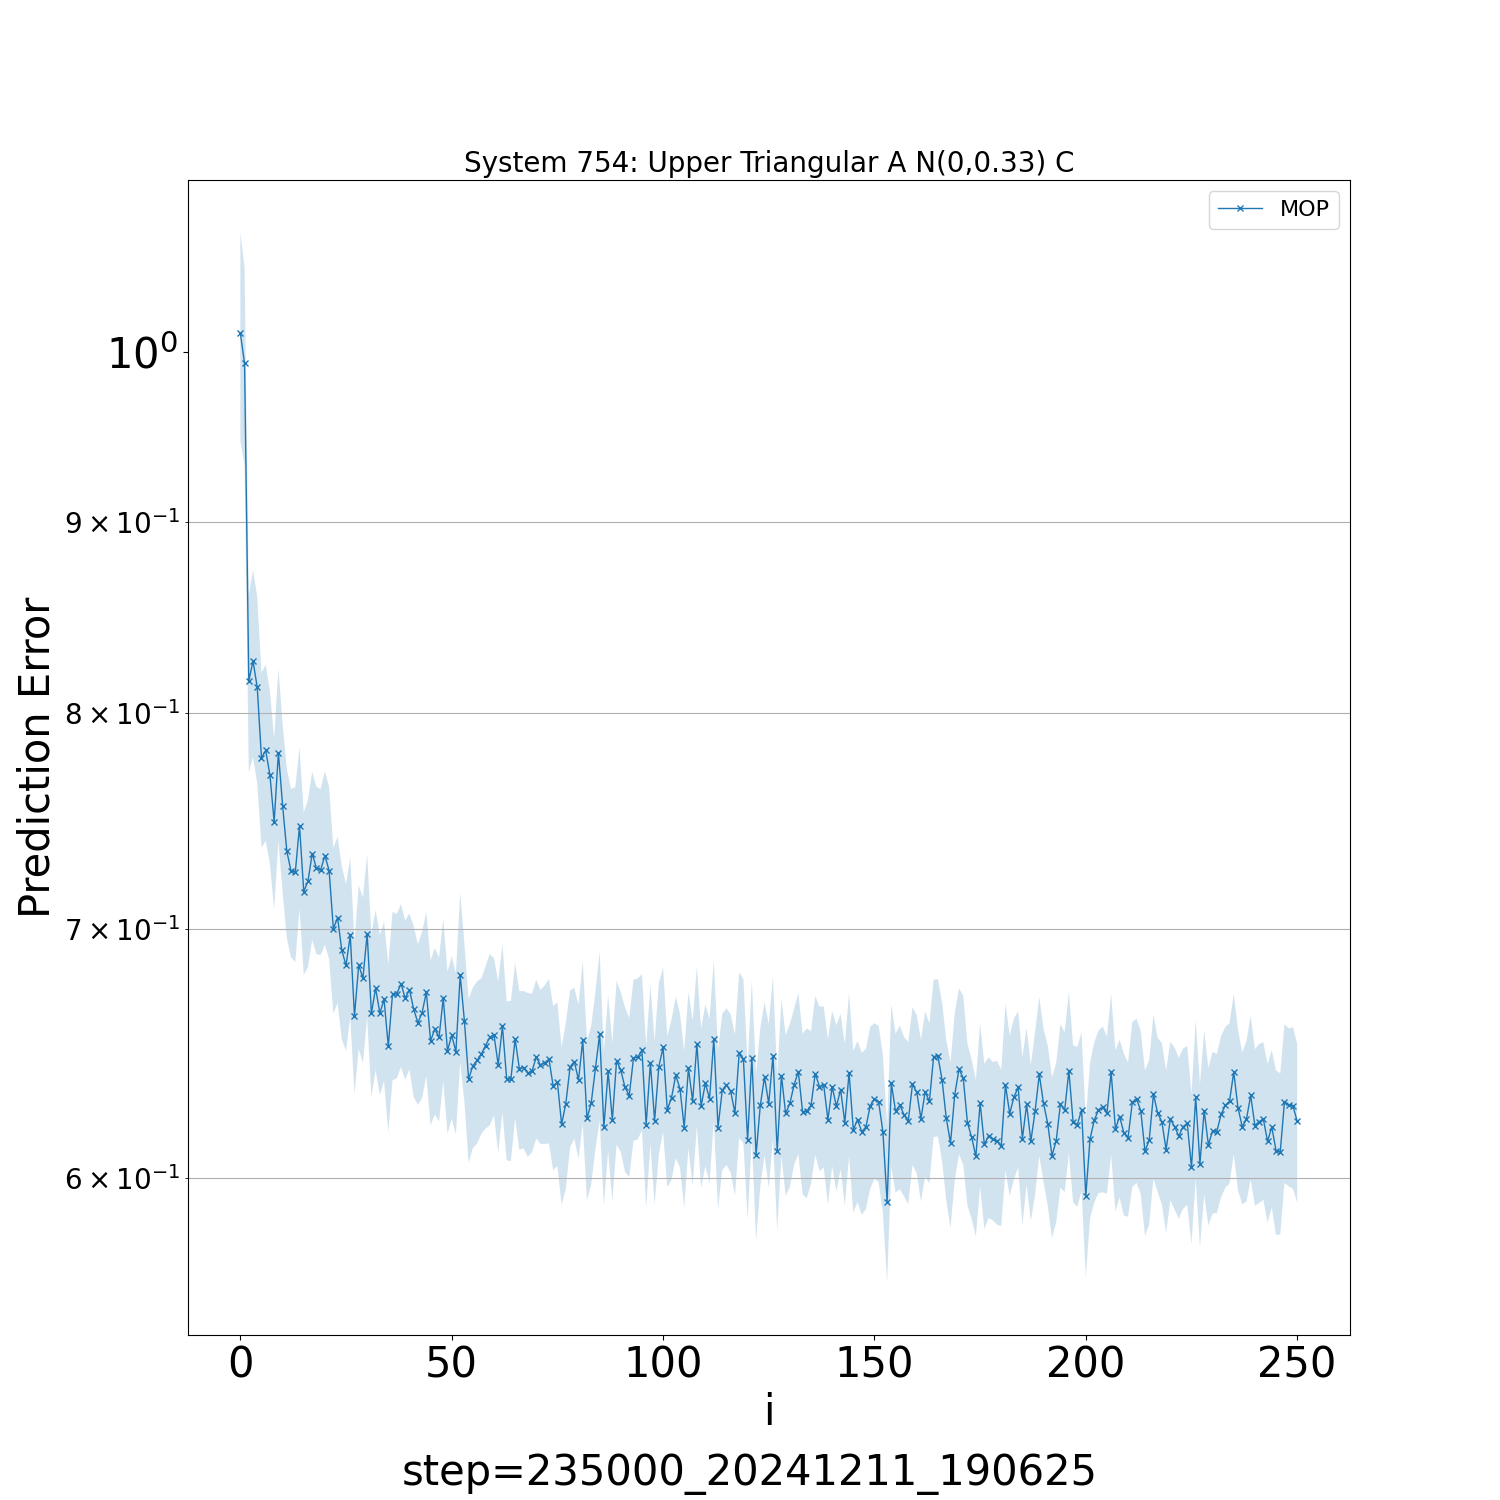 System 754: Upper Triangular A N(0,0.33) C
MOP
10⁰
9 × 10⁻¹
8 × 10⁻¹
7 × 10⁻¹
6 × 10⁻¹
Prediction Error
0 50 100 150 200 250
i
step=235000_20241211_190625